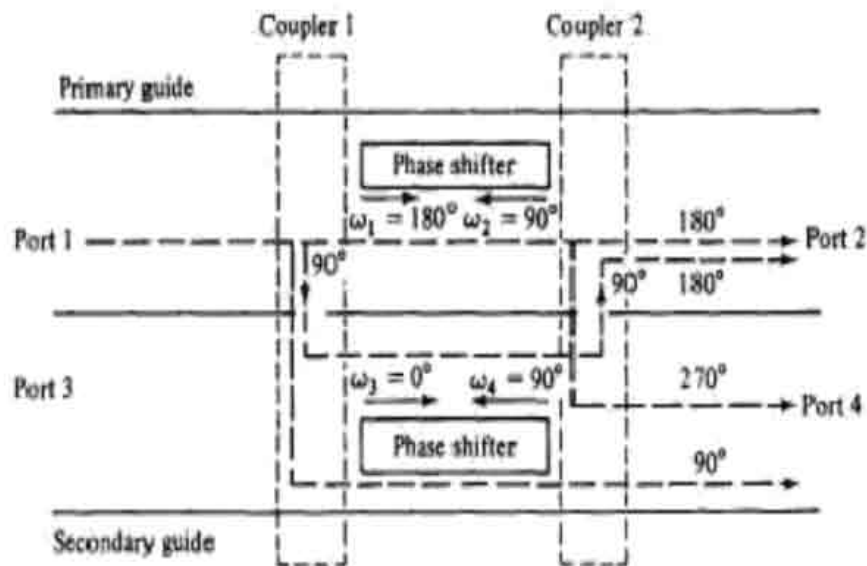 Coupler 1
Coupler 2
Primary guide
Phase shifter
ω₁ = 180° ω₂ = 90°
180°
Port 1
Port 2
90°
90°
180°
Port 3
ω₃ = 0° ω₄ = 90°
270°
Port 4
Phase shifter
90°
Secondary guide